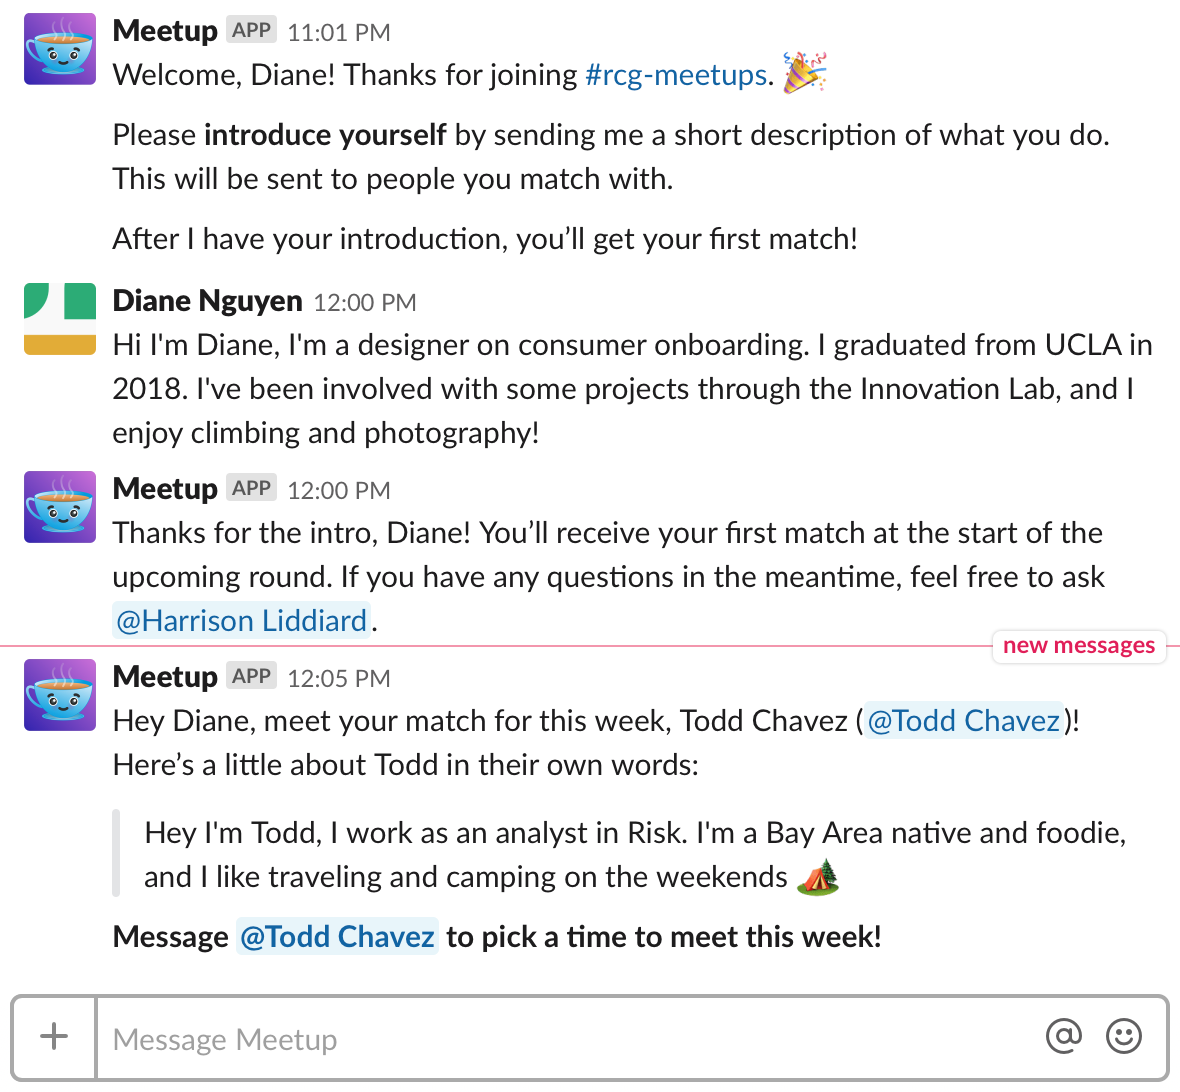 Meetup APP 11:01 PM
Welcome, Diane! Thanks for joining #rcg-meetups. 🎉
Please introduce yourself by sending me a short description of what you do.
This will be sent to people you match with.
After I have your introduction, you’ll get your first match!
Diane Nguyen 12:00 PM
Hi I'm Diane, I'm a designer on consumer onboarding. I graduated from UCLA in
2018. I've been involved with some projects through the Innovation Lab, and I
enjoy climbing and photography!
Meetup APP 12:00 PM
Thanks for the intro, Diane! You’ll receive your first match at the start of the
upcoming round. If you have any questions in the meantime, feel free to ask
@Harrison Liddiard.
new messages
Meetup APP 12:05 PM
Hey Diane, meet your match for this week, Todd Chavez (@Todd Chavez)!
Here’s a little about Todd in their own words:
Hey I'm Todd, I work as an analyst in Risk. I'm a Bay Area native and foodie,
and I like traveling and camping on the weekends 🏕️
Message @Todd Chavez to pick a time to meet this week!
Message Meetup